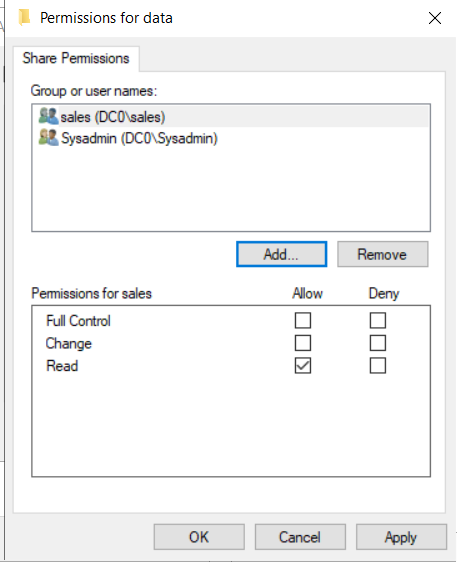 Permissions for data
Share Permissions
Group or user names:
sales (DC0\sales)
Sysadmin (DC0\Sysadmin)
Add... Remove
Permissions for sales Allow Deny
Full Control
Change
Read
OK Cancel Apply